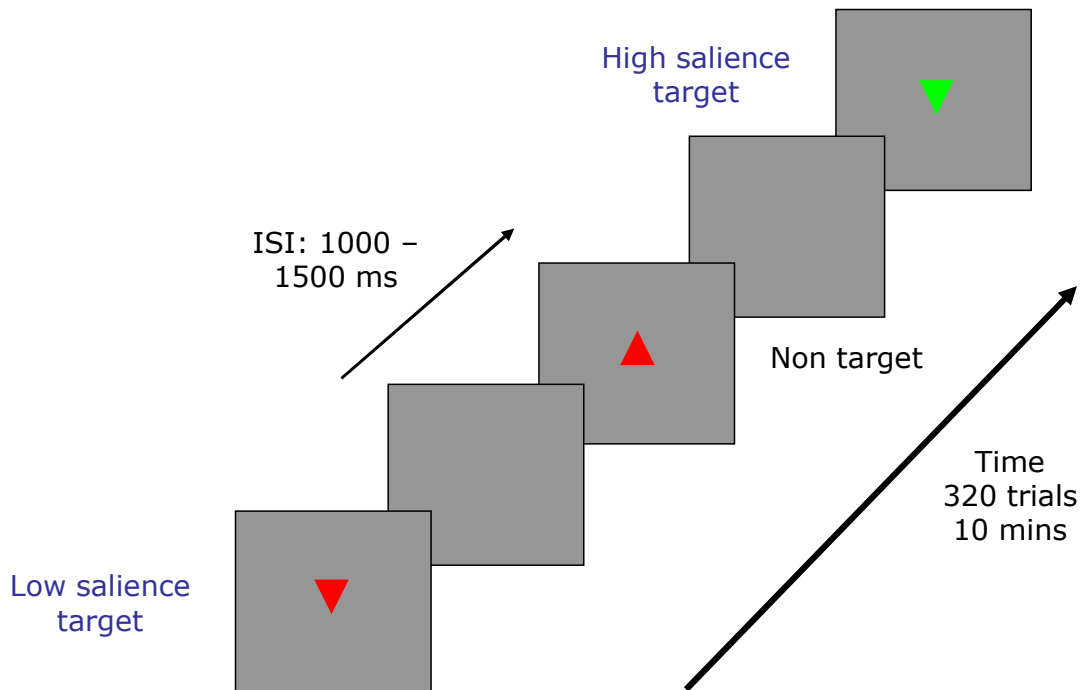 High salience
target
ISI: 1000 –
1500 ms
Non target
Time
320 trials
10 mins
Low salience
target